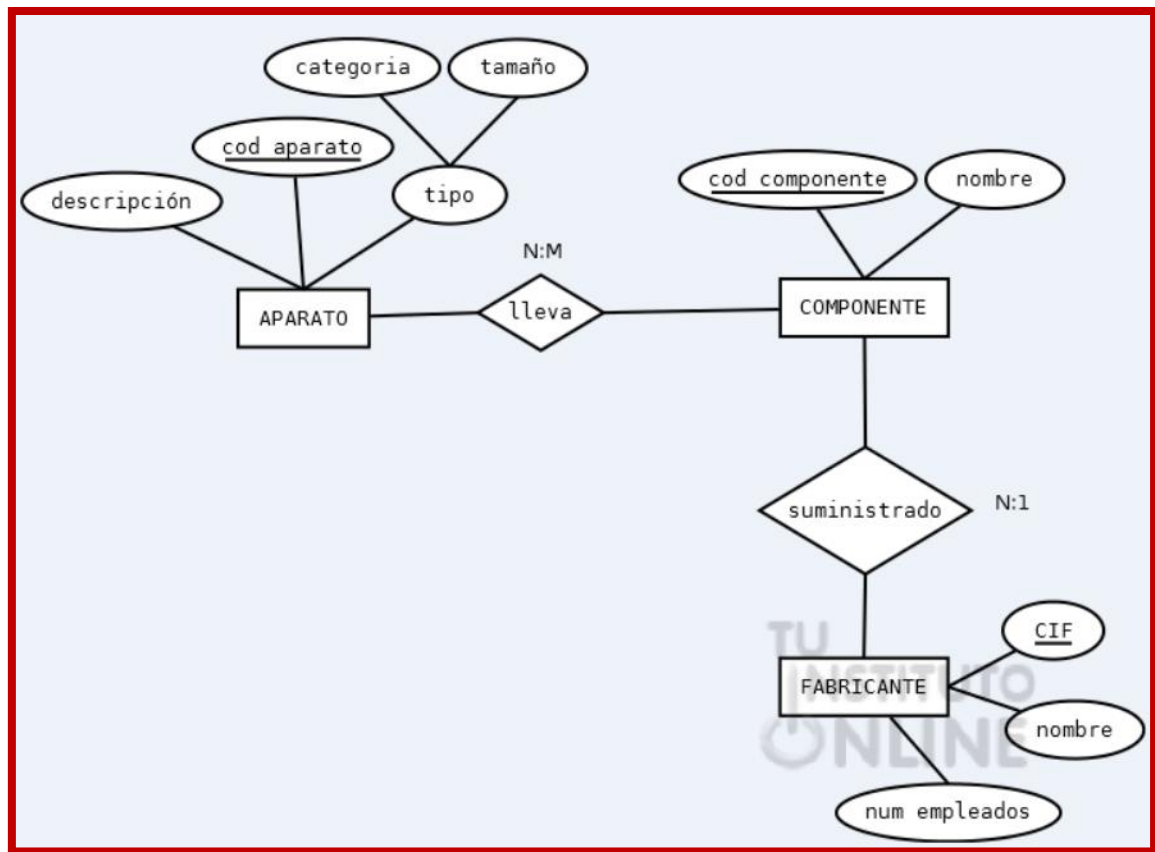 categoria
tamaño
cod aparato
descripción
tipo
cod componente
nombre
N:M
APARATO
lleva
COMPONENTE
suministrado
N:1
TU
INSTITUTO
ONLINE
CIF
FABRICANTE
nombre
num empleados